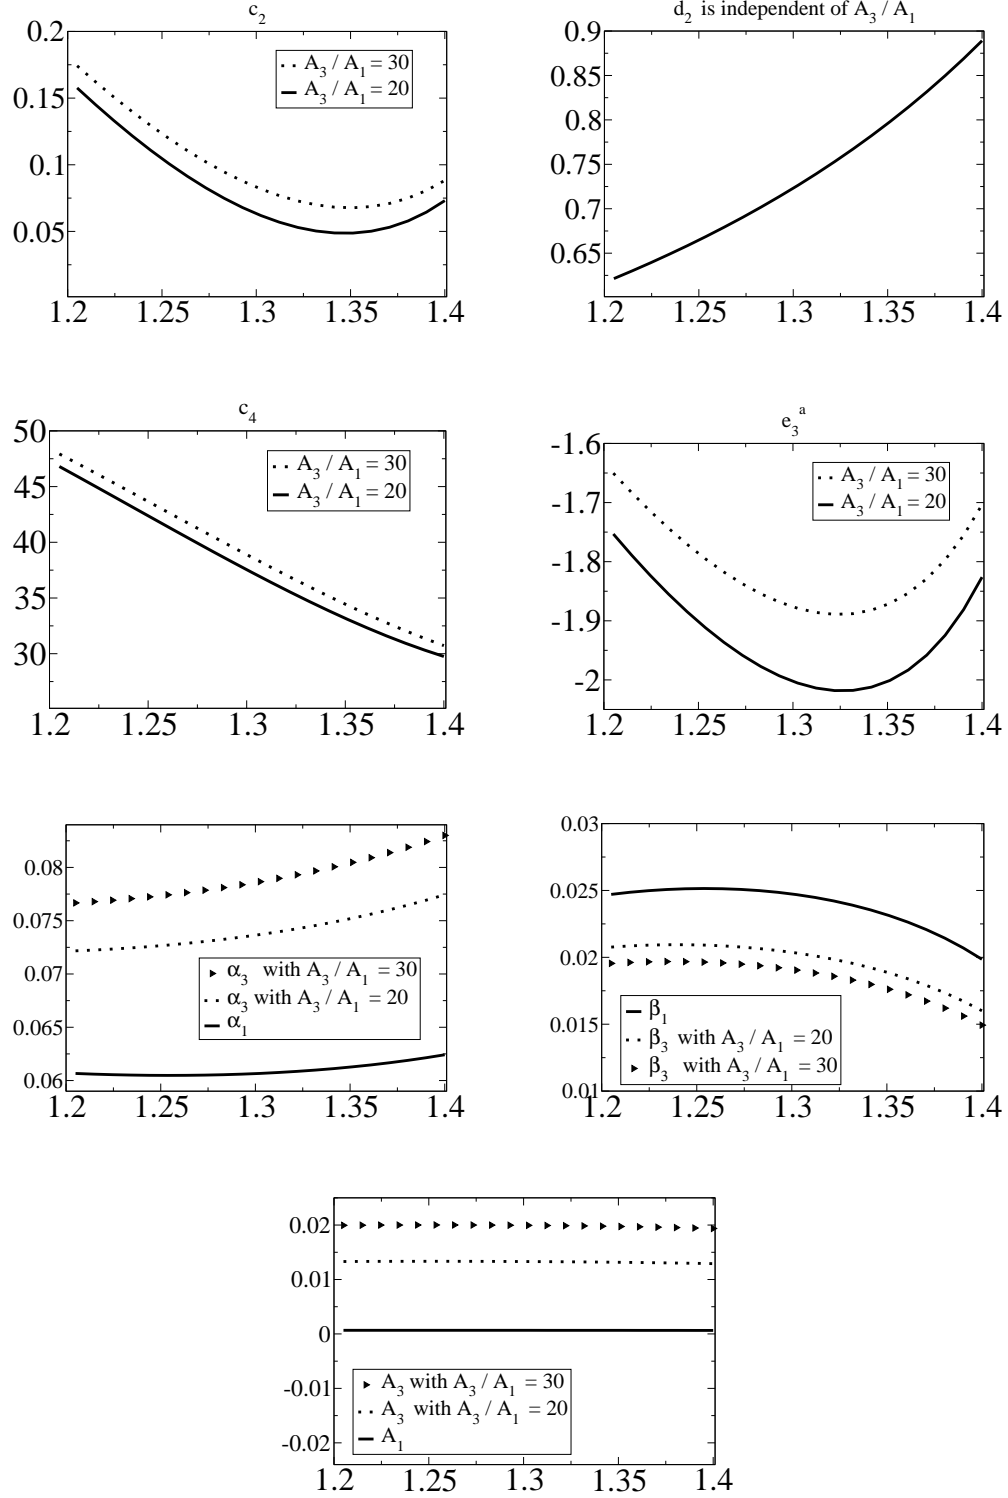 c2
A3 / A1 = 30
A3 / A1 = 20
0.2
0.15
0.1
0.05
1.2 1.25 1.3 1.35 1.4
d2 is independent of A3 / A1
0.9
0.85
0.8
0.75
0.7
0.65
1.2 1.25 1.3 1.35 1.4
c4
A3 / A1 = 30
A3 / A1 = 20
50
45
40
35
30
1.2 1.25 1.3 1.35 1.4
e3^a
A3 / A1 = 30
A3 / A1 = 20
-1.6
-1.7
-1.8
-1.9
-2
1.2 1.25 1.3 1.35 1.4
0.08
0.075
0.07
0.065
0.06
α3 with A3 / A1 = 30
α3 with A3 / A1 = 20
α1
1.2 1.25 1.3 1.35 1.4
0.03
0.025
0.02
0.015
0.01
β1
β3 with A3 / A1 = 20
β3 with A3 / A1 = 30
1.2 1.25 1.3 1.35 1.4
0.02
0.01
0
-0.01
-0.02
A3 with A3 / A1 = 30
A3 with A3 / A1 = 20
A1
1.2 1.25 1.3 1.35 1.4